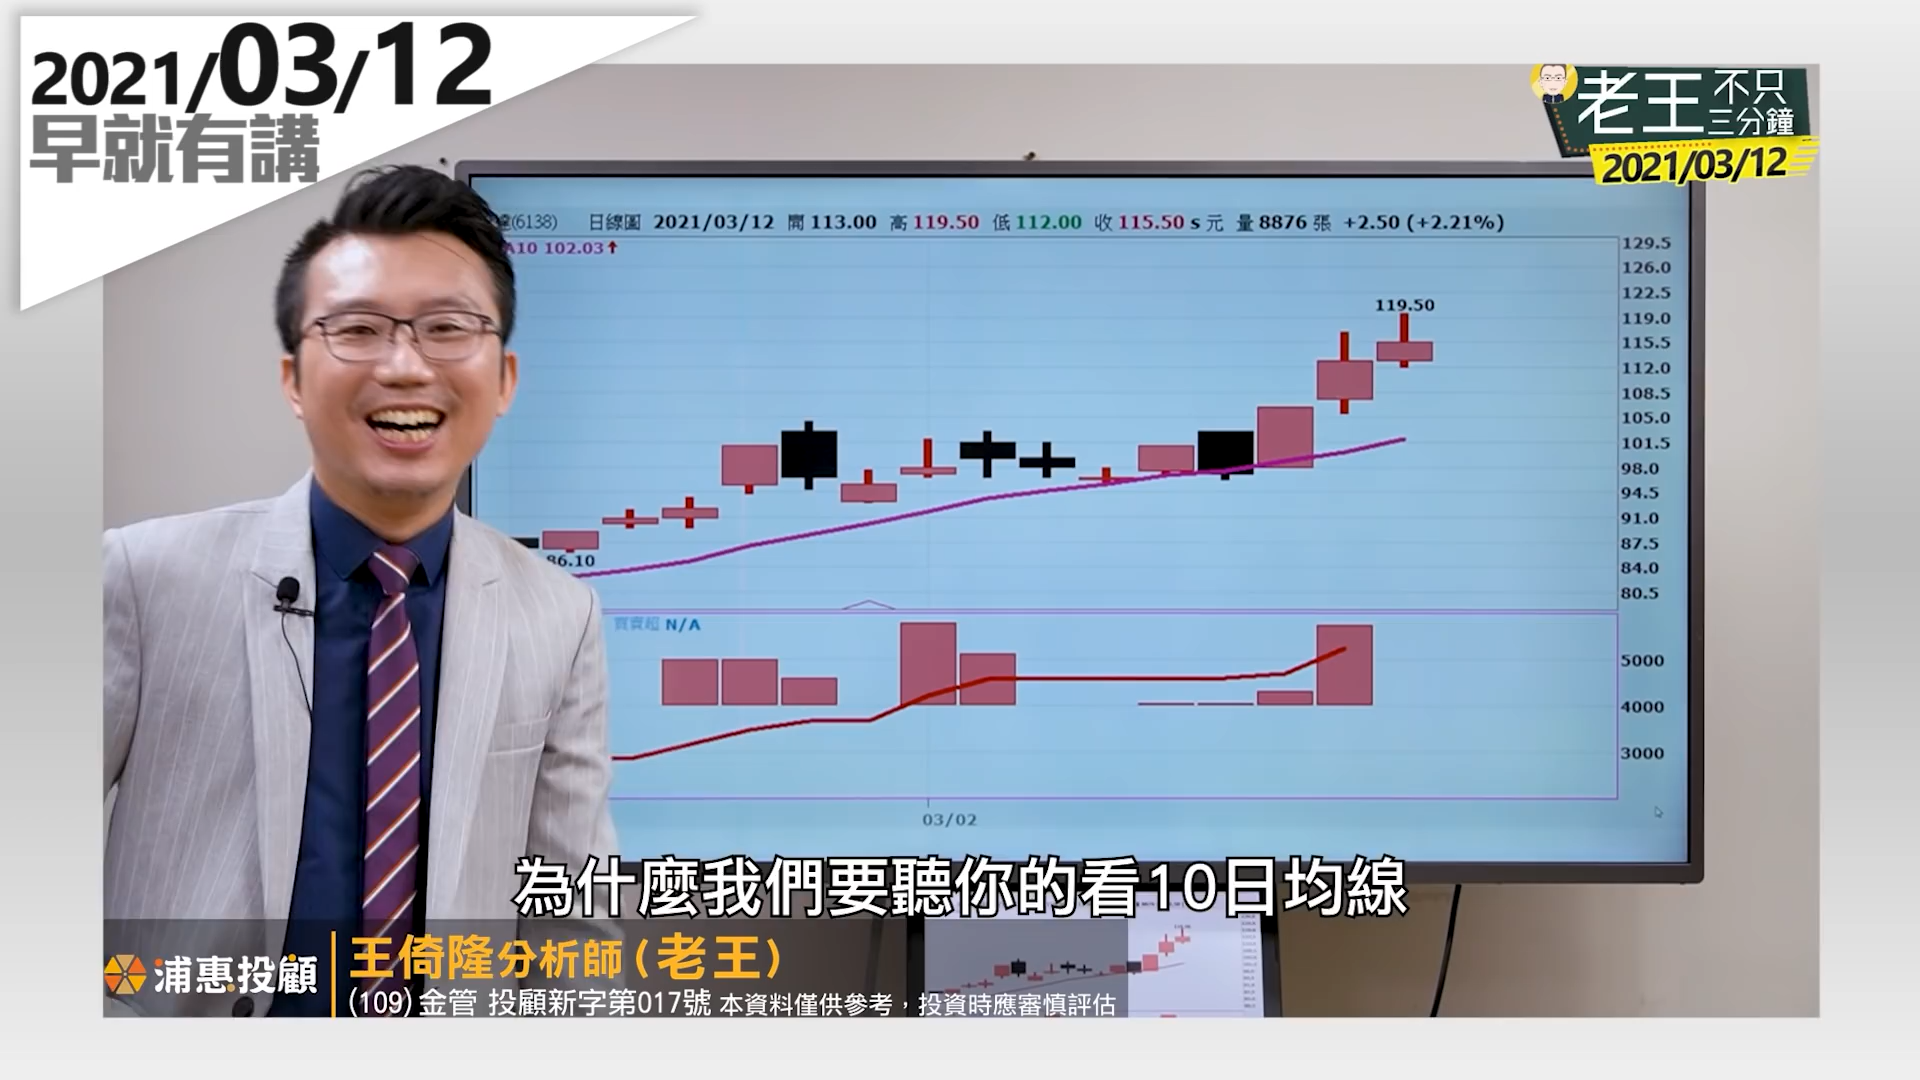 2021/03/12
早就有講
老王不只三分鐘
2021/03/12
(6138) 日線圖 2021/03/12 開 113.00 高 119.50 低 112.00 收 115.50 s 元 量 8876 張 +2.50 (+2.21%)
A10 102.03↑
129.5
126.0
122.5
119.50
119.0
115.5
112.0
108.5
105.0
101.5
98.0
94.5
91.0
87.5
86.10
84.0
80.5
買賣超 N/A
5000
4000
3000
03/02
為什麼我們要聽你的看10日均線
浦惠投顧
王倚隆分析師(老王)
(109)金管 投顧新字第017號 本資料僅供參考，投資時應審慎評估